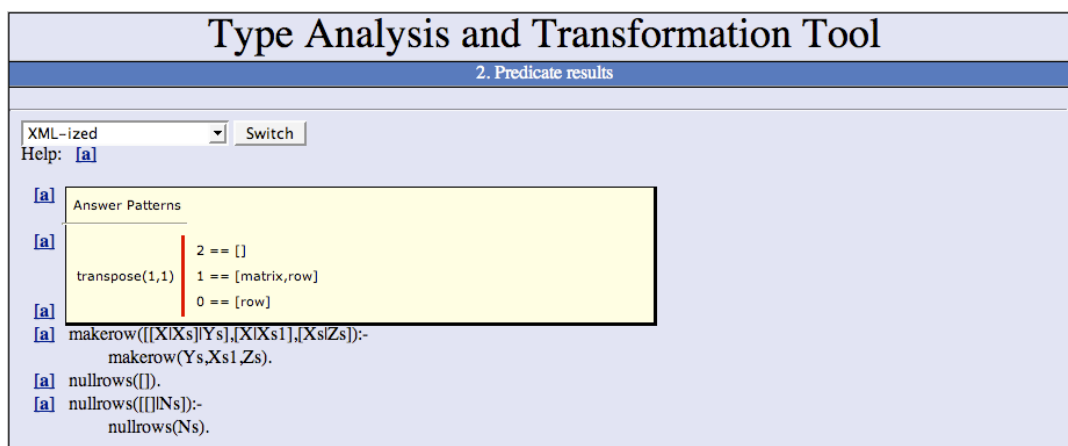 Type Analysis and Transformation Tool
2. Predicate results
XML-ized Switch
Help: [a]
[a]
Answer Patterns
[a]
2 == []
transpose(1,1) 1 == [matrix,row]
0 == [row]
[a]
[a] makerow([[X|Xs]|Ys],[X|Xs1],[Xs|Zs]):-
makerow(Ys,Xs1,Zs).
[a] nullrows([]).
[a] nullrows([[]|Ns]):-
nullrows(Ns).